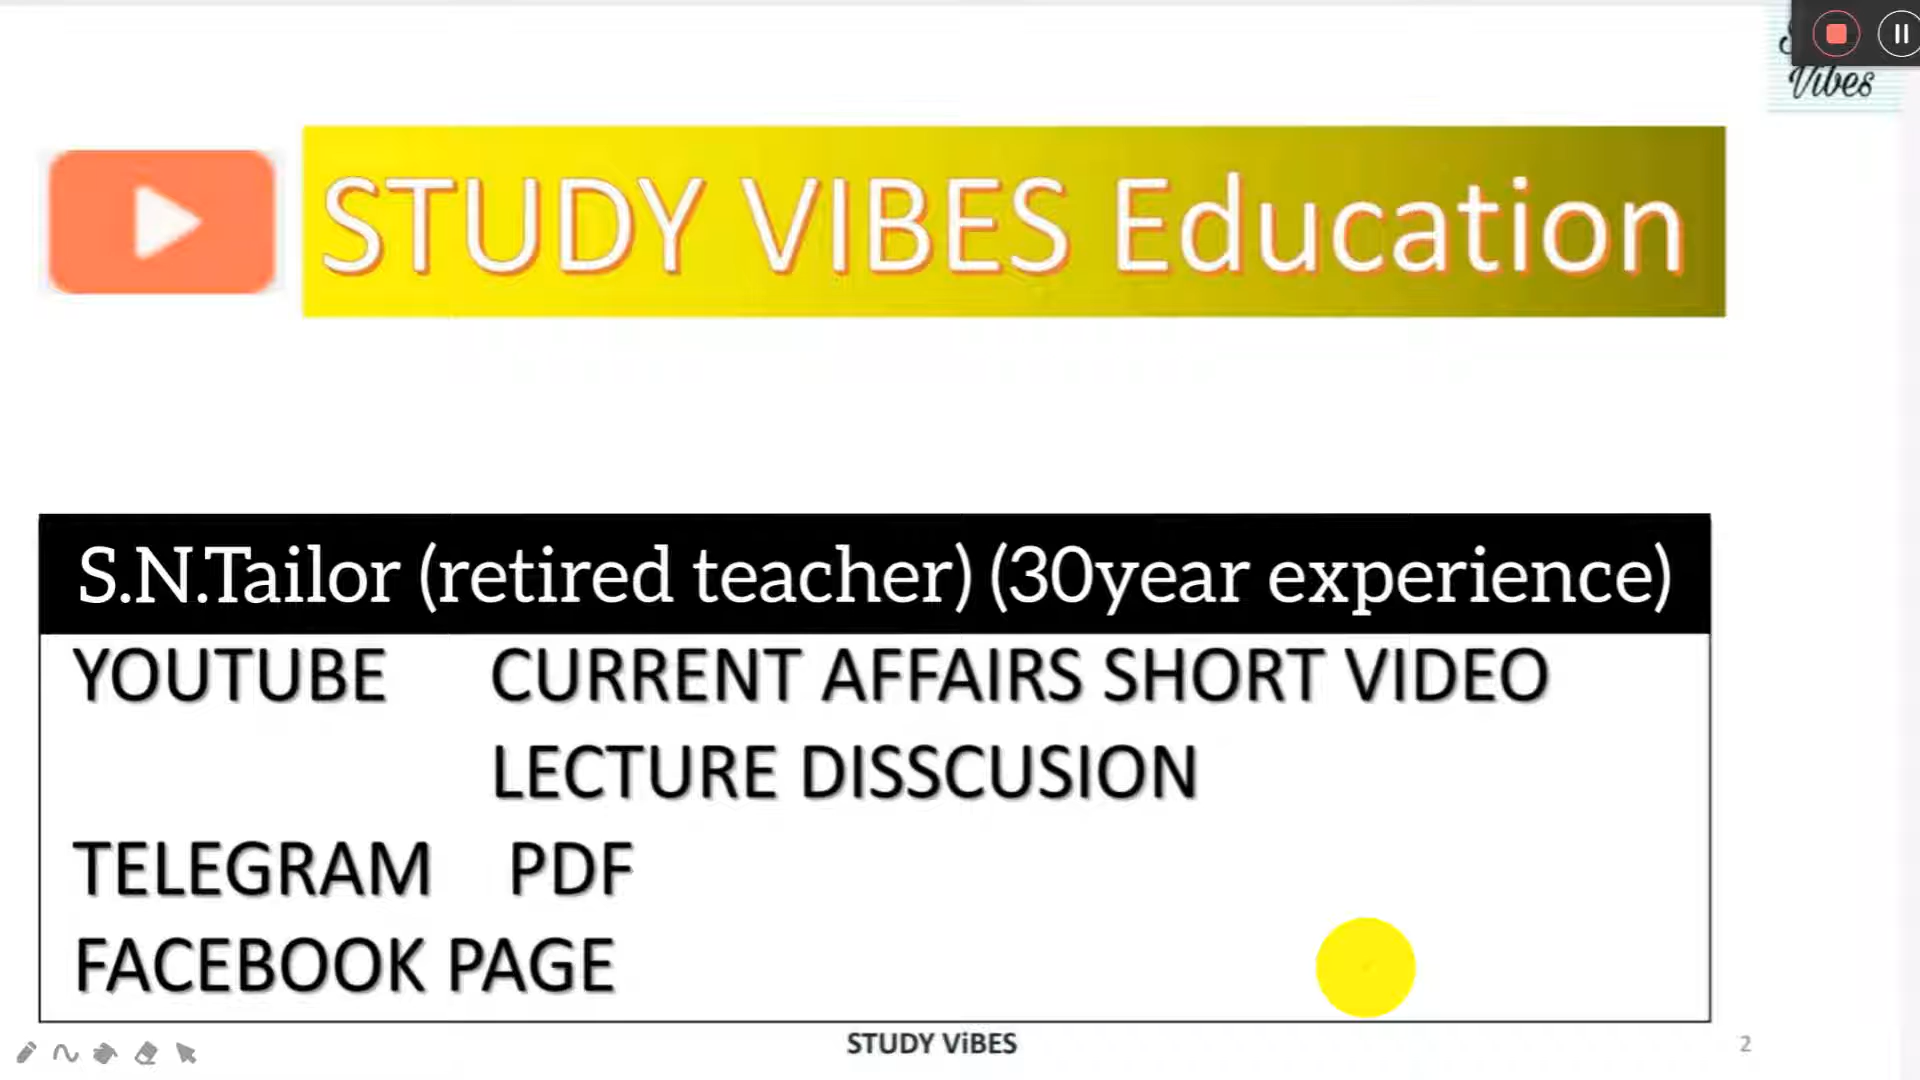 Vibes
STUDY VIBES Education
S.N.Tailor (retired teacher) (30year experience)
YOUTUBE CURRENT AFFAIRS SHORT VIDEO
LECTURE DISSCUSION
TELEGRAM PDF
FACEBOOK PAGE
STUDY ViBES
2